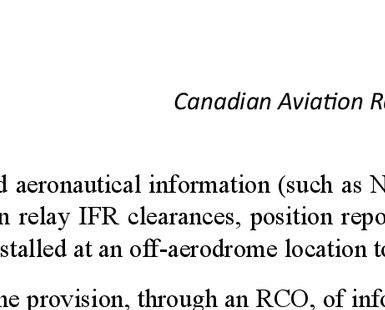 Canadian Aviation R
aeronautical information (such as N
relay IFR clearances, position repo
stalled at an off-aerodrome location to
provision, through an RCO, of info